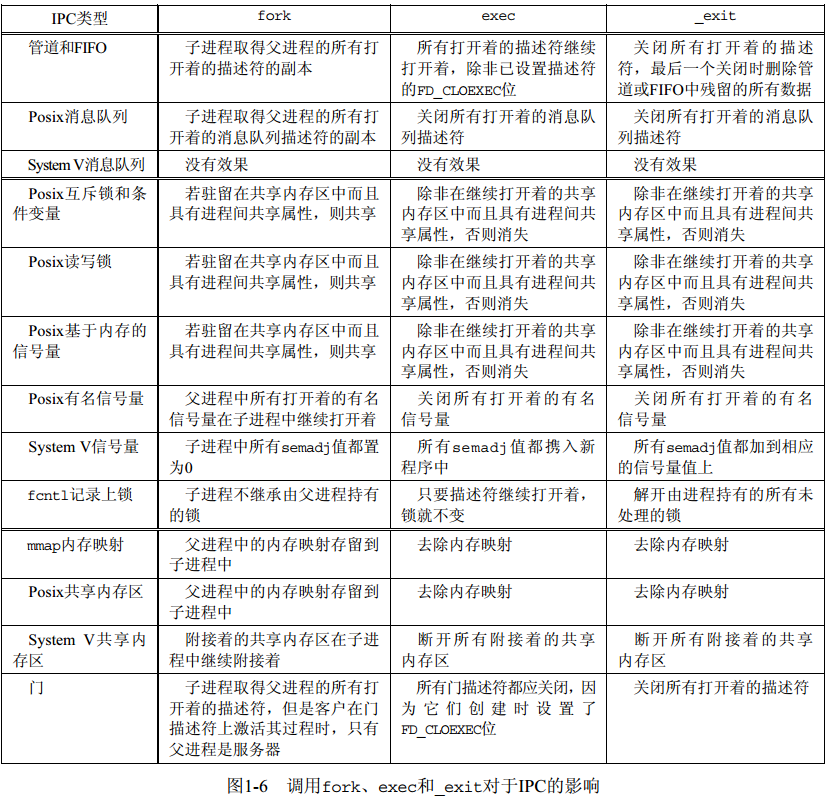 IPC类型 fork exec _exit
管道和FIFO 子进程取得父进程的所有打 所有打开着的描述符继续 关闭所有打开着的描述
开着的描述符的副本 打开着，除非已设置描述符 符，最后一个关闭时删除管
的FD_CLOEXEC位 道或FIFO中残留的所有数据
Posix消息队列 子进程取得父进程的所有打 关闭所有打开着的消息队 关闭所有打开着的消息队
开着的消息队列描述符的副本 列描述符 列描述符
System V消息队列 没有效果 没有效果 没有效果
Posix互斥锁和条 若驻留在共享内存区中而且 除非在继续打开着的共享 除非在继续打开着的共享
件变量 具有进程间共享属性，则共享 内存区中而且具有进程间共 内存区中而且具有进程间共
享属性，否则消失 享属性，否则消失
Posix读写锁 若驻留在共享内存区中而且 除非在继续打开着的共享 除非在继续打开着的共享
具有进程间共享属性，则共享 内存区中而且具有进程间共 内存区中而且具有进程间共
享属性，否则消失 享属性，否则消失
Posix基于内存的 若驻留在共享内存区中而且 除非在继续打开着的共享 除非在继续打开着的共享
信号量 具有进程间共享属性，则共享 内存区中而且具有进程间共 内存区中而且具有进程间共
享属性，否则消失 享属性，否则消失
Posix有名信号量 父进程中所有打开着的有名 关闭所有打开着的有名 关闭所有打开着的有名
信号量在子进程中继续打开着 信号量 信号量
System V信号量 子进程中所有semadj值都置 所有semadj值都携入新 所有semadj值都加到相应
为0 程序中 的信号量值上
fcntl记录上锁 子进程不继承由父进程持有 只要描述符继续打开着， 解开由进程持有的所有未
的锁 锁就不变 处理的锁
mmap内存映射 父进程中的内存映射存留到 去除内存映射 去除内存映射
子进程中
Posix共享内存区 父进程中的内存映射存留到 去除内存映射 去除内存映射
子进程中
System V共享内 附接着的共享内存区在子进 断开所有附接着的共享 断开所有附接着的共享
存区 程中继续附接着 内存区 内存区
门 子进程取得父进程的所有打 所有门描述符都应关闭，因 关闭所有打开着的描述符
开着的描述符，但是客户在门 为它们创建时设置了
描述符上激活其过程时，只有 FD_CLOEXEC位
父进程是服务器
图1-6 调用fork、exec和_exit对于IPC的影响